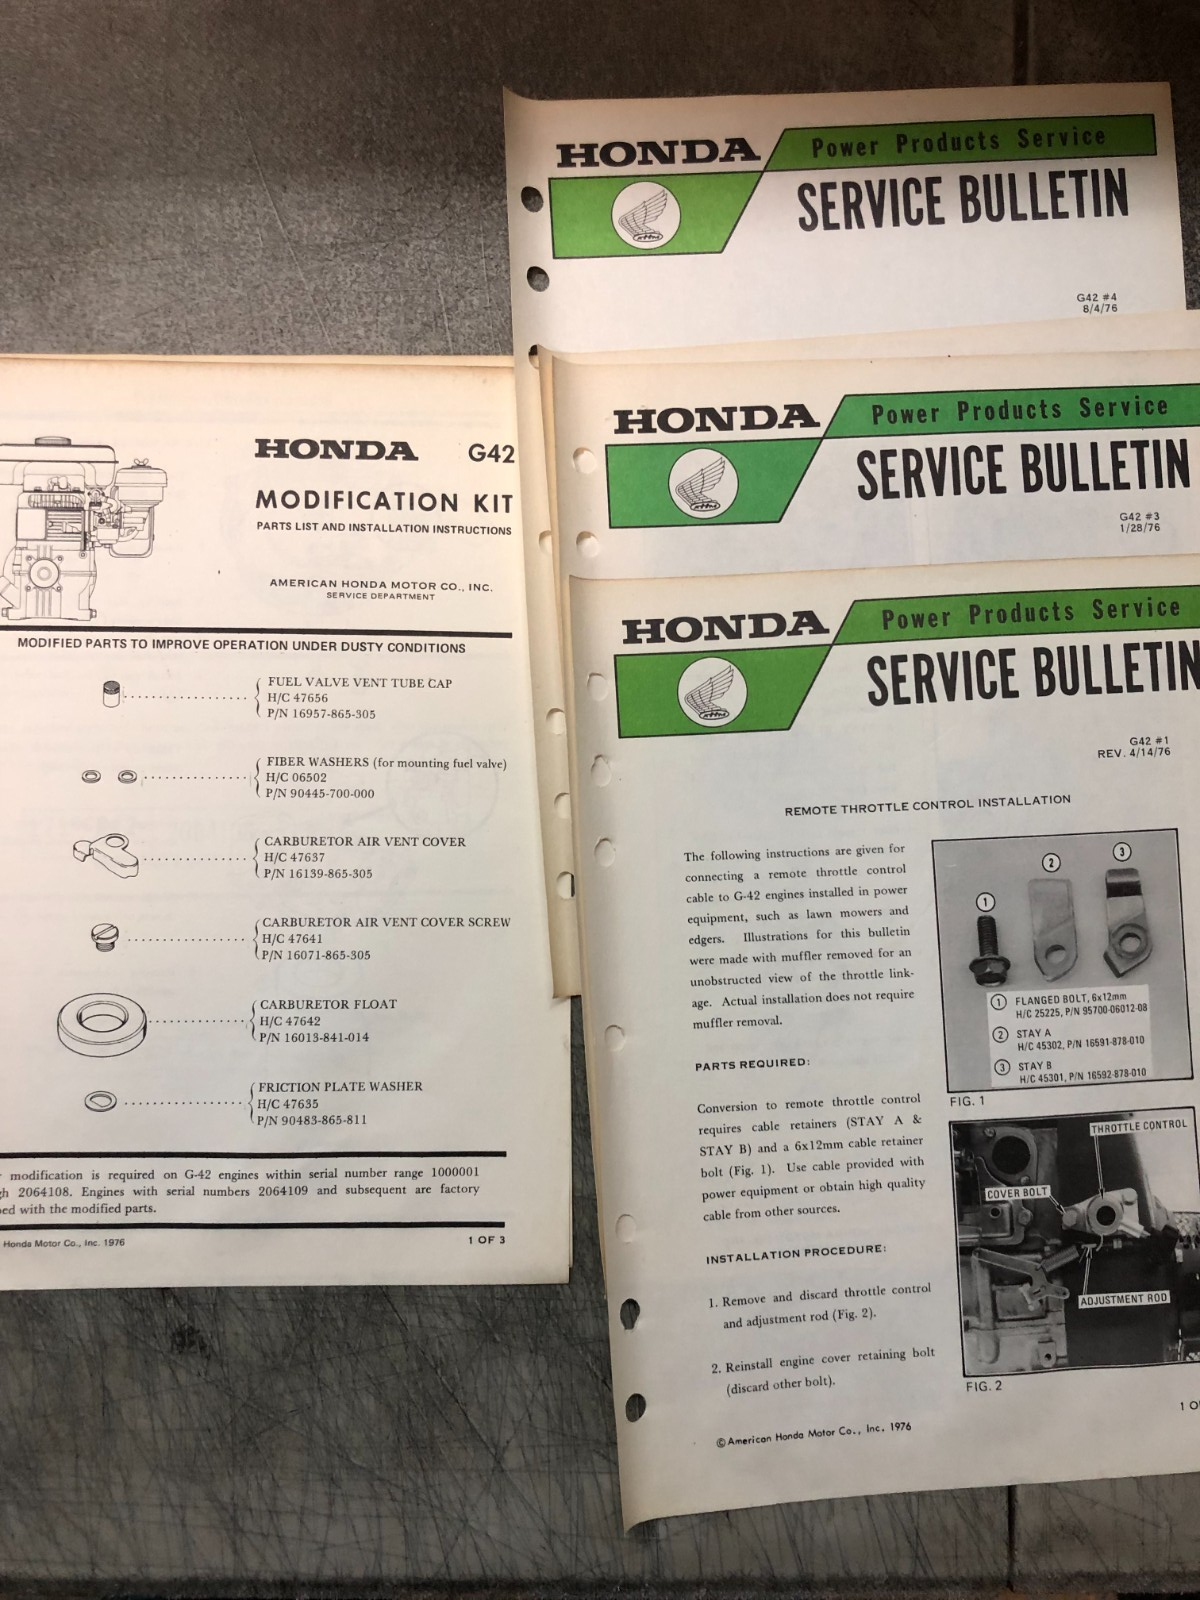 HONDA
Power Products Service
SERVICE BULLETIN
G42 #4
8/4/76
HONDA
Power Products Service
SERVICE BULLETIN
G42 #3
1/28/76
HONDA G42
MODIFICATION KIT
PARTS LIST AND INSTALLATION INSTRUCTIONS
AMERICAN HONDA MOTOR CO., INC.
SERVICE DEPARTMENT
MODIFIED PARTS TO IMPROVE OPERATION UNDER DUSTY CONDITIONS
FUEL VALVE VENT TUBE CAP
H/C 47656
P/N 16957-865-305
FIBER WASHERS (for mounting fuel valve)
H/C 06502
P/N 90445-700-000
CARBURETOR AIR VENT COVER
H/C 47637
P/N 16139-865-305
CARBURETOR AIR VENT COVER SCREW
H/C 47641
P/N 16071-865-305
CARBURETOR FLOAT
H/C 47642
P/N 16013-841-014
FRICTION PLATE WASHER
H/C 47635
P/N 90483-865-811
modification is required on G-42 engines within serial number range 1000001
2064108. Engines with serial numbers 2064109 and subsequent are factory
with the modified parts.
Honda Motor Co., Inc. 1976
1 OF 3
HONDA
Power Products Service
SERVICE BULLETIN
G42 #1
REV. 4/14/76
REMOTE THROTTLE CONTROL INSTALLATION
The following instructions are given for
connecting a remote throttle control
cable to G-42 engines installed in power
equipment, such as lawn mowers and
edgers. Illustrations for this bulletin
were made with muffler removed for an
unobstructed view of the throttle link-
age. Actual installation does not require
muffler removal.
PARTS REQUIRED:
Conversion to remote throttle control
requires cable retainers (STAY A &
STAY B) and a 6x12mm cable retainer
bolt (Fig. 1). Use cable provided with
power equipment or obtain high quality
cable from other sources.
INSTALLATION PROCEDURE:
1. Remove and discard throttle control
and adjustment rod (Fig. 2).
2. Reinstall engine cover retaining bolt
(discard other bolt).
©American Honda Motor Co., Inc. 1976
1
2
3
1 FLANGED BOLT, 6x12mm
H/C 25225, P/N 95700-06012-08
2 STAY A
H/C 45302, P/N 16591-878-010
3 STAY B
H/C 45301, P/N 16592-878-010
FIG. 1
THROTTLE CONTROL
COVER BOLT
ADJUSTMENT ROD
FIG. 2